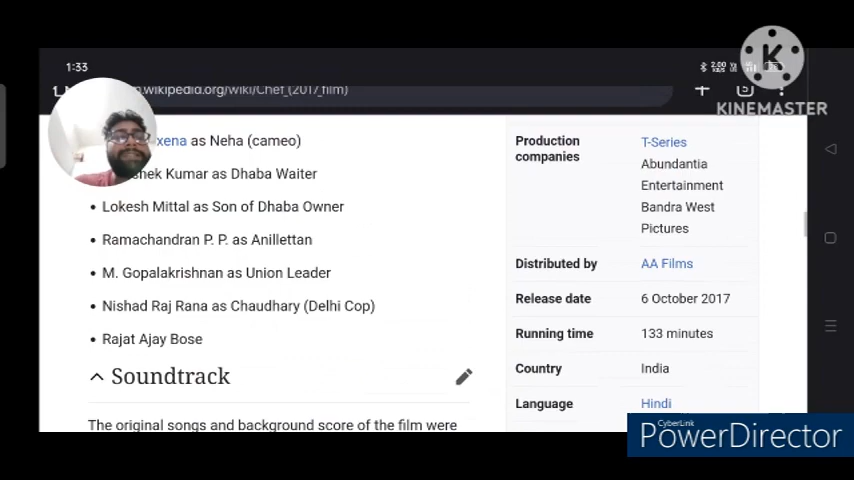 1:33
KINEMASTER
.wikipedia.org/wiki/Chef_(2017_film)
xena as Neha (cameo)
hek Kumar as Dhaba Waiter
• Lokesh Mittal as Son of Dhaba Owner
• Ramachandran P. P. as Anillettan
• M. Gopalakrishnan as Union Leader
• Nishad Raj Rana as Chaudhary (Delhi Cop)
• Rajat Ajay Bose
Soundtrack
The original songs and background score of the film were
Production
companies
T-Series
Abundantia
Entertainment
Bandra West
Pictures
Distributed by
AA Films
Release date
6 October 2017
Running time
133 minutes
Country
India
Language
Hindi
CyberLink
PowerDirector